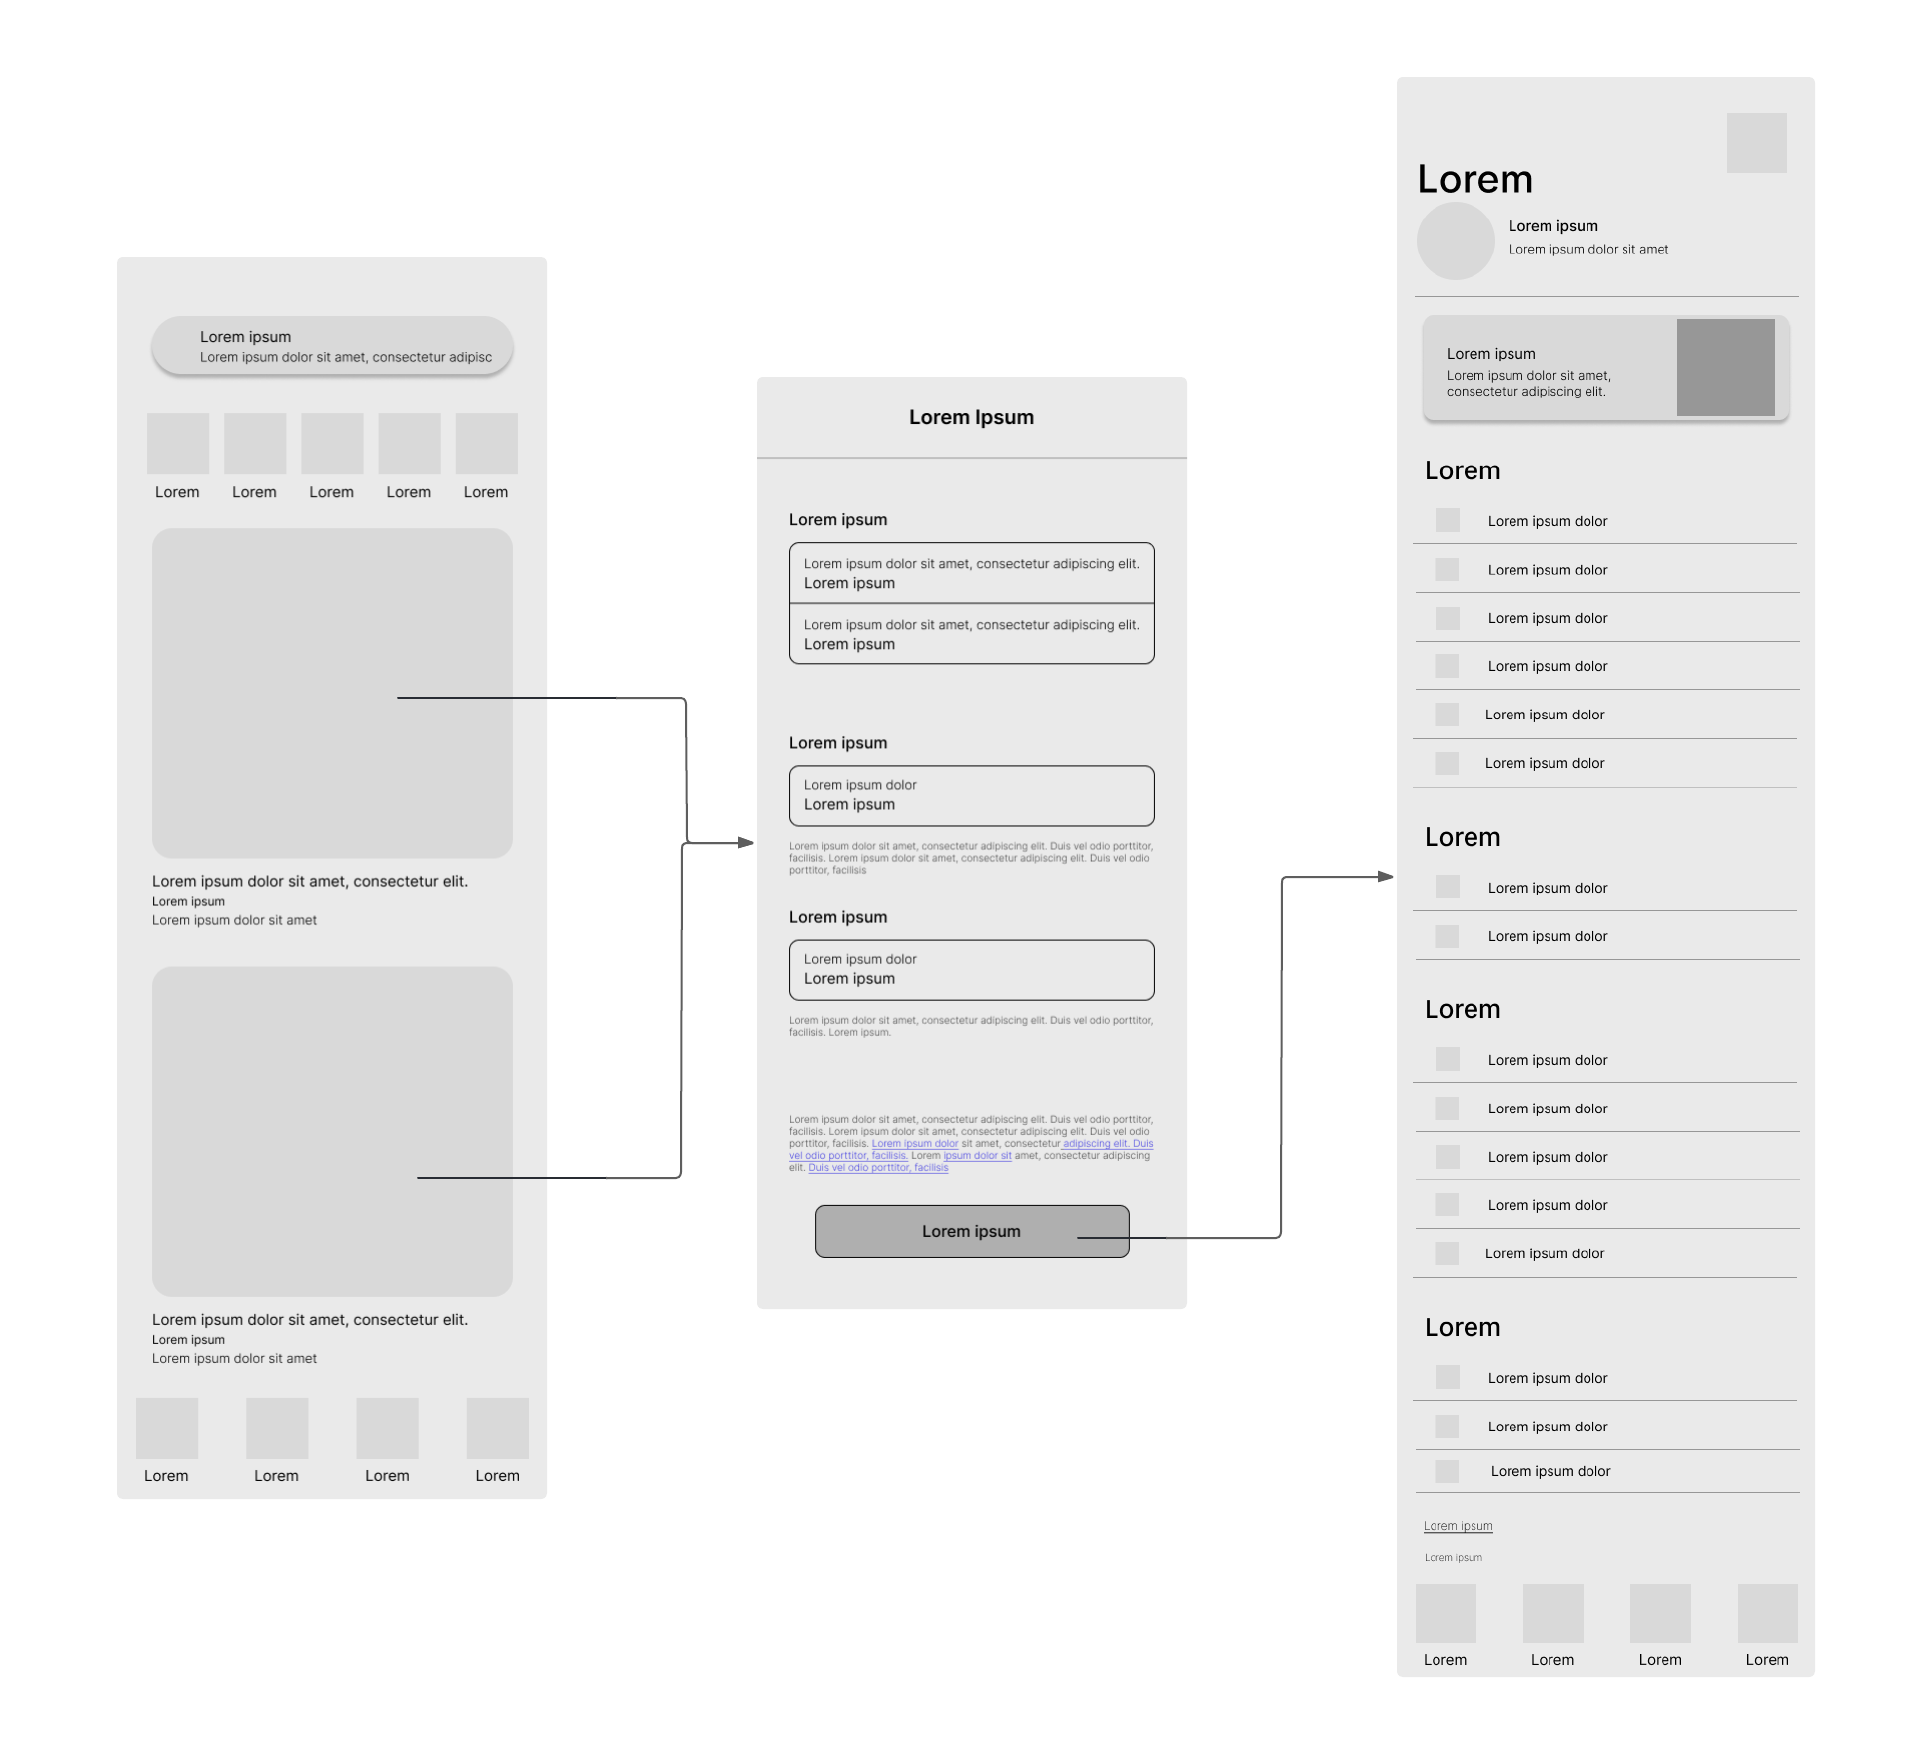 Lorem ipsum
Lorem ipsum dolor sit amet, consectetur adipisc
Lorem
Lorem
Lorem
Lorem
Lorem
Lorem ipsum dolor sit amet, consectetur elit.
Lorem ipsum
Lorem ipsum dolor sit amet
Lorem ipsum dolor sit amet, consectetur elit.
Lorem ipsum
Lorem ipsum dolor sit amet
Lorem
Lorem
Lorem
Lorem
Lorem Ipsum
Lorem ipsum
Lorem ipsum dolor sit amet, consectetur adipiscing elit.
Lorem ipsum
Lorem ipsum dolor sit amet, consectetur adipiscing elit.
Lorem ipsum
Lorem ipsum
Lorem ipsum dolor
Lorem ipsum
Lorem ipsum dolor sit amet, consectetur adipiscing elit. Duis vel odio porttitor,
facilisis. Lorem ipsum dolor sit amet, consectetur adipiscing elit. Duis vel odio
porttitor, facilisis
Lorem ipsum
Lorem ipsum dolor
Lorem ipsum
Lorem ipsum dolor sit amet, consectetur adipiscing elit. Duis vel odio porttitor,
facilisis. Lorem ipsum.
Lorem ipsum dolor sit amet, consectetur adipiscing elit. Duis vel odio porttitor,
facilisis. Lorem ipsum dolor sit amet, consectetur adipiscing elit. Duis vel odio
porttitor, facilisis. Lorem ipsum dolor sit amet, consectetur adipiscing elit. Duis
vel odio porttitor, facilisis. Lorem ipsum dolor sit amet, consectetur adipiscing
elit. Duis vel odio porttitor, facilisis
Lorem ipsum
Lorem
Lorem ipsum
Lorem ipsum dolor sit amet
Lorem ipsum
Lorem ipsum dolor sit amet,
consectetur adipiscing elit.
Lorem
Lorem ipsum dolor
Lorem ipsum dolor
Lorem ipsum dolor
Lorem ipsum dolor
Lorem ipsum dolor
Lorem ipsum dolor
Lorem
Lorem ipsum dolor
Lorem ipsum dolor
Lorem
Lorem ipsum dolor
Lorem ipsum dolor
Lorem ipsum dolor
Lorem ipsum dolor
Lorem ipsum dolor
Lorem
Lorem ipsum dolor
Lorem ipsum dolor
Lorem ipsum dolor
Lorem ipsum
Lorem ipsum
Lorem
Lorem
Lorem
Lorem